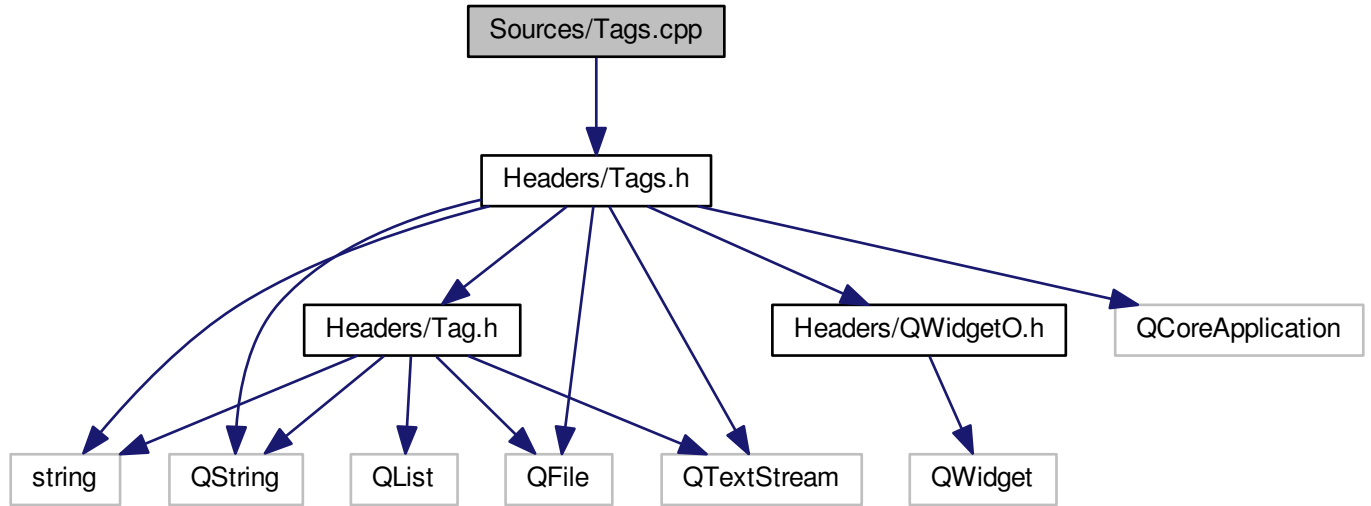 Sources/Tags.cpp
Headers/Tags.h
Headers/Tag.h
Headers/QWidgetO.h
QCoreApplication
string
QString
QList
QFile
QTextStream
QWidget